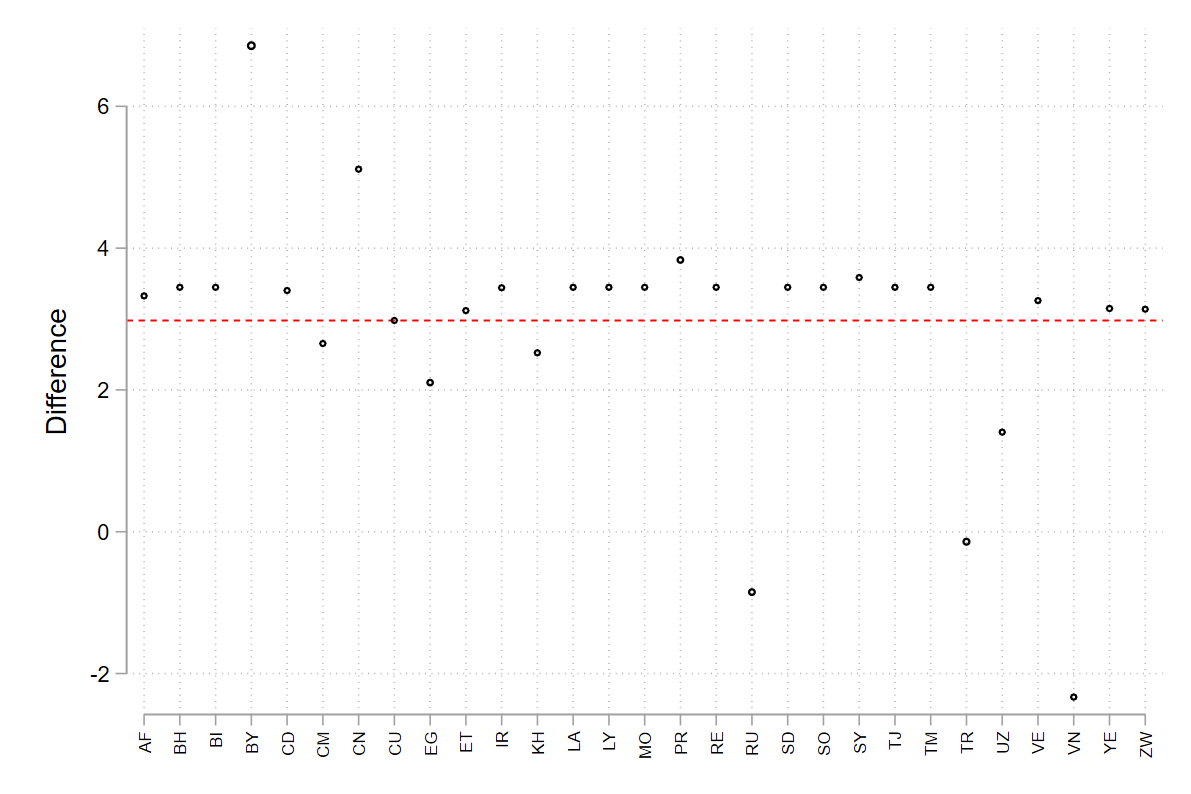 Difference
6
4
2
0
-2
AF BH BI BY CD CM CN CU EG ET IR KH LA LY MO PR RE RU SD SO SY TJ TM TR UZ VE VN YE ZW